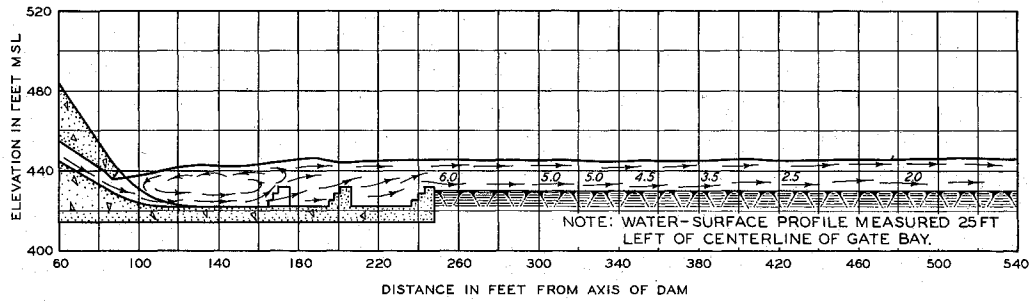 520
480
440
400
ELEVATION IN FEET MSL
6.0 5.0 5.0 4.5 3.5 2.5 2.0
NOTE: WATER-SURFACE PROFILE MEASURED 25 FT
LEFT OF CENTERLINE OF GATE BAY.
60 100 140 180 220 260 300 340 380 420 460 500 540
DISTANCE IN FEET FROM AXIS OF DAM